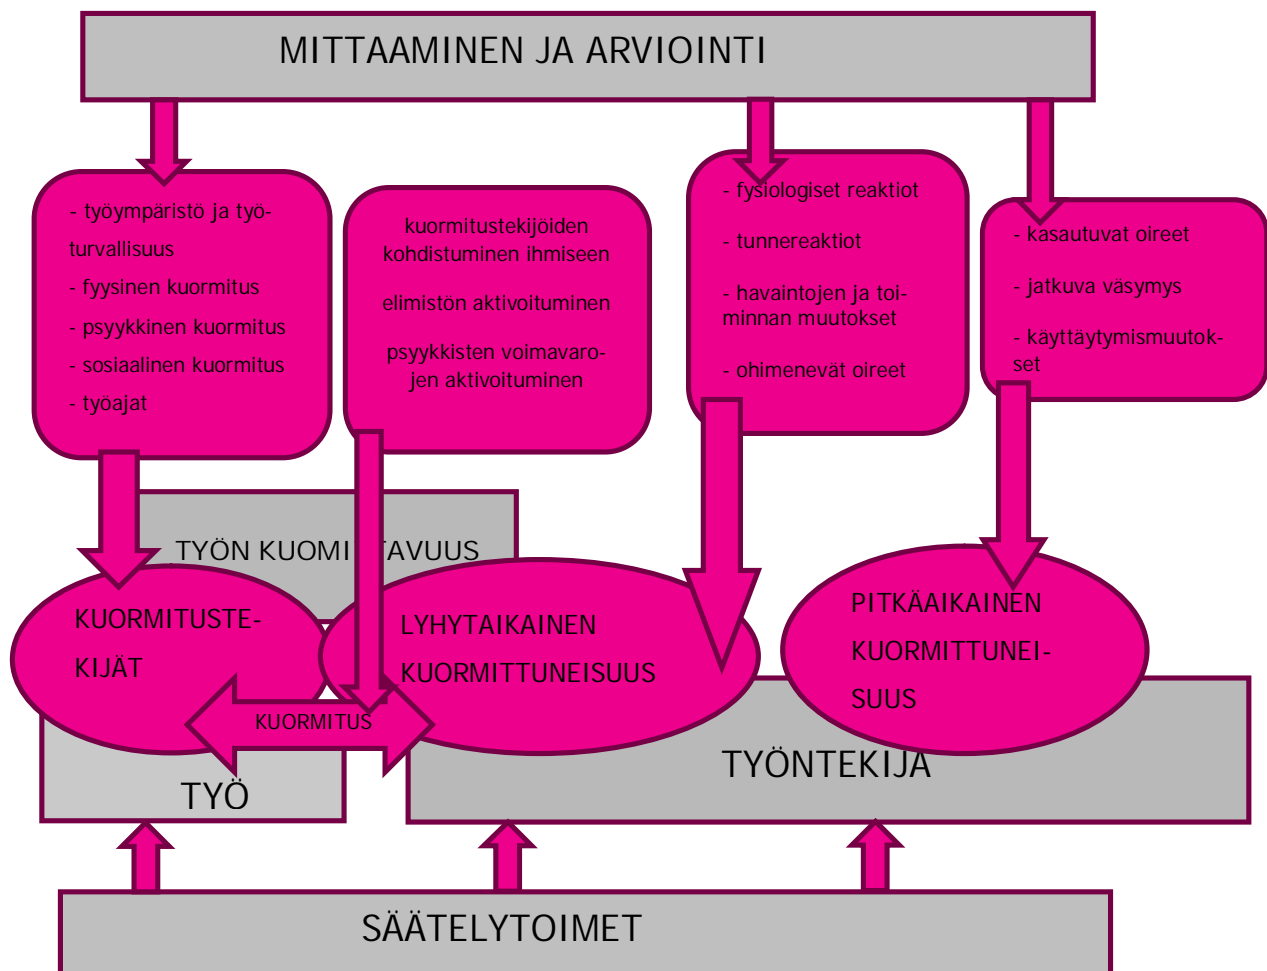 MITTAAMINEN JA ARVIOINTI
- työympäristö ja työ-
turvallisuus
- fyysinen kuormitus
- psyykkinen kuormitus
- sosiaalinen kuormitus
- työajat
kuormitustekijöiden
kohdistuminen ihmiseen
elimistön aktivoituminen
psyykkisten voimavaro-
jen aktivoituminen
- fysiologiset reaktiot
- tunnereaktiot
- havaintojen ja toi-
minnan muutokset
- ohimenevät oireet
- kasautuvat oireet
- jatkuva väsymys
- käyttäytymismuutok-
set
TYÖN KUOMITTAVUUS
KUORMITUSTE-
KIJÄT
LYHYTAIKAINEN
KUORMITTUNEISUUS
PITKÄAIKAINEN
KUORMITTUNEI-
SUUS
KUORMITUS
TYÖ
TYÖNTEKIJÄ
SÄÄTELYTOIMET